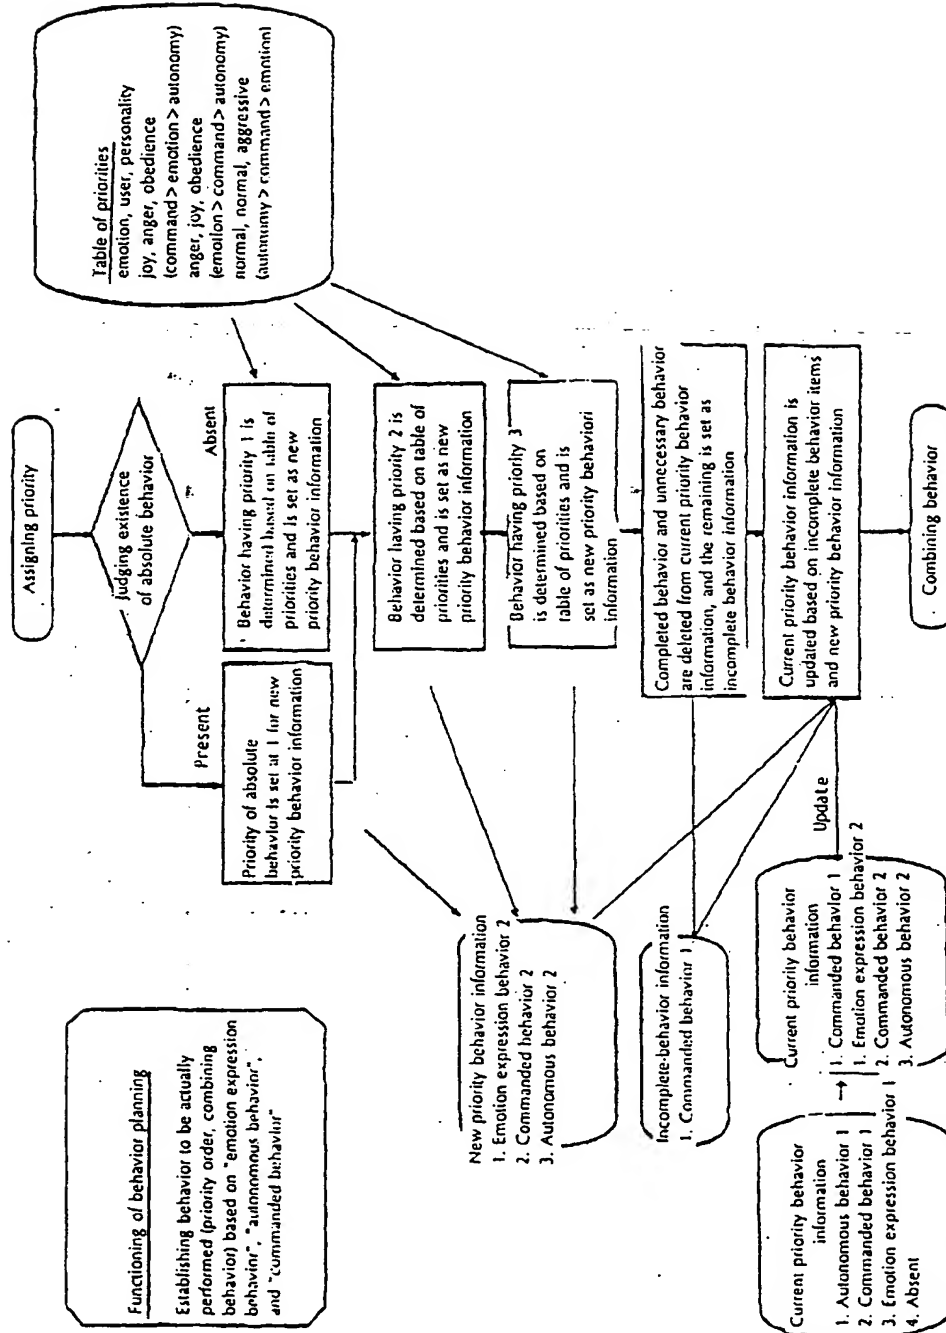 Functioning of behavior planning
Establishing behavior to be actually
performed (priority order, combining
behavior) based on "emotion expression
behavior", "autonomous behavior",
and "commanded behavior"
Assigning priority
Judging existence
of absolute behavior
Present
Absent
Priority of absolute
behavior is set at 1 for new
priority behavior information
Behavior having priority 1 is
determined based on table of
priorities and is set as new
priority behavior information
Table of priorities
emotion, user, personality
joy, anger, obedience
(command > emotion > autonomy)
anger, joy, obedience
(emotion > command > autonomy)
normal, normal, aggressive
(autonomy > command > emotion)
Behavior having priority 2 is
determined based on table of
priorities and is set as new
priority behavior information
Behavior having priority 3
is determined based on
table of priorities and is
set as new priority behaviori
information
New priority behavior information
1. Emotion expression behavior 2
2. Commanded behavior 2
3. Autonomous behavior 2
Completed behavior and unnecessary behavior
are deleted from current priority behavior
information, and the remaining is set as
incomplete behavior information
Incomplete-behavior information
1. Commanded behavior 1
Current priority behavior information is
updated based on incomplete behavior items
and new priority behavior information
Update
Current priority behavior
information
1. Autonomous behavior 1
2. Commanded behavior 1
3. Emotion expression behavior 1
4. Absent
Current priority behavior
information
1. Commanded behavior 1
1. Emotion expression behavior 2
2. Commanded behavior 2
3. Autonomous behavior 2
Combining behavior